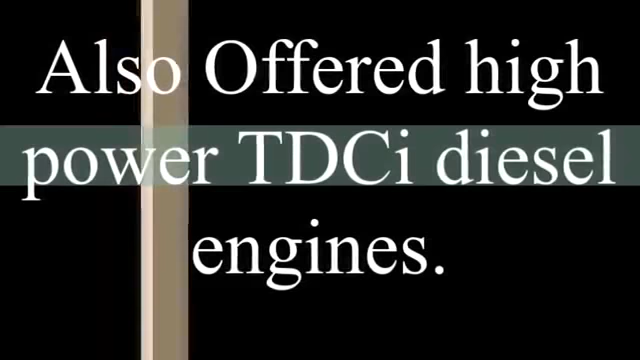 Also Offered high
power TDCi diesel
engines.